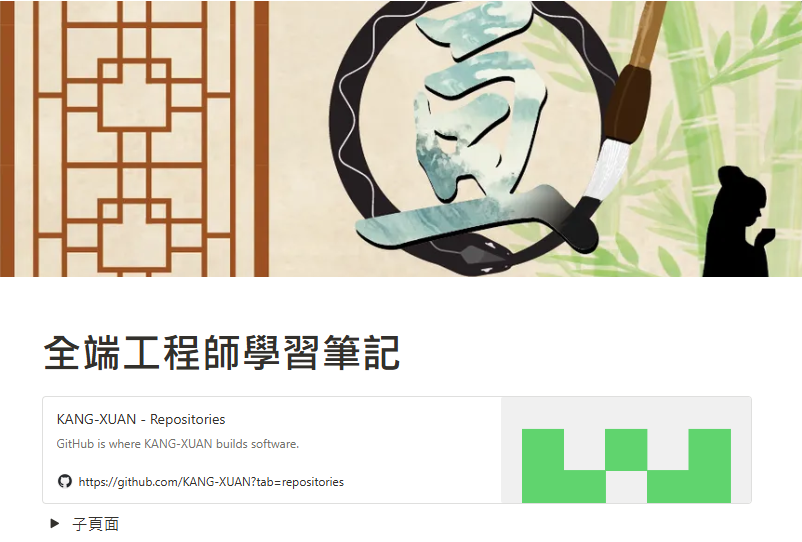 全端工程師學習筆記
KANG-XUAN - Repositories
GitHub is where KANG-XUAN builds software.
https://github.com/KANG-XUAN?tab=repositories
子頁面